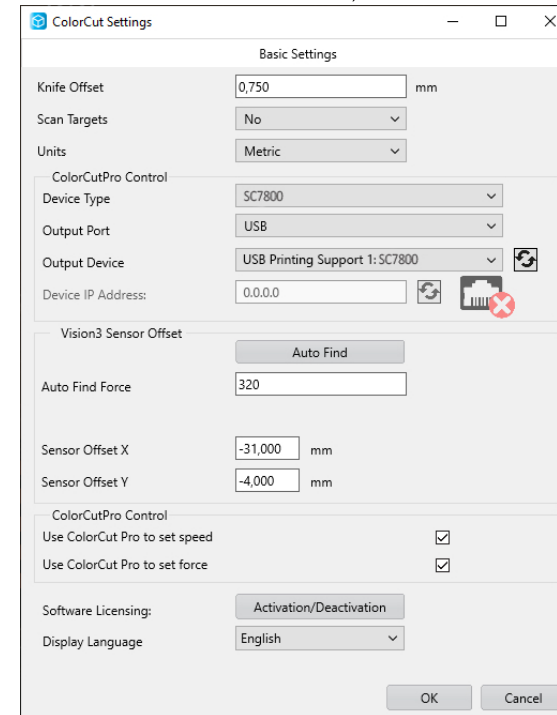 ColorCut Settings
Basic Settings
Knife Offset 0,750 mm
Scan Targets No
Units Metric
ColorCutPro Control
Device Type SC7800
Output Port USB
Output Device USB Printing Support 1: SC7800
Device IP Address: 0.0.0.0
Vision3 Sensor Offset
Auto Find
Auto Find Force 320
Sensor Offset X -31,000 mm
Sensor Offset Y -4,000 mm
ColorCutPro Control
Use ColorCut Pro to set speed
Use ColorCut Pro to set force
Software Licensing: Activation/Deactivation
Display Language English
OK Cancel